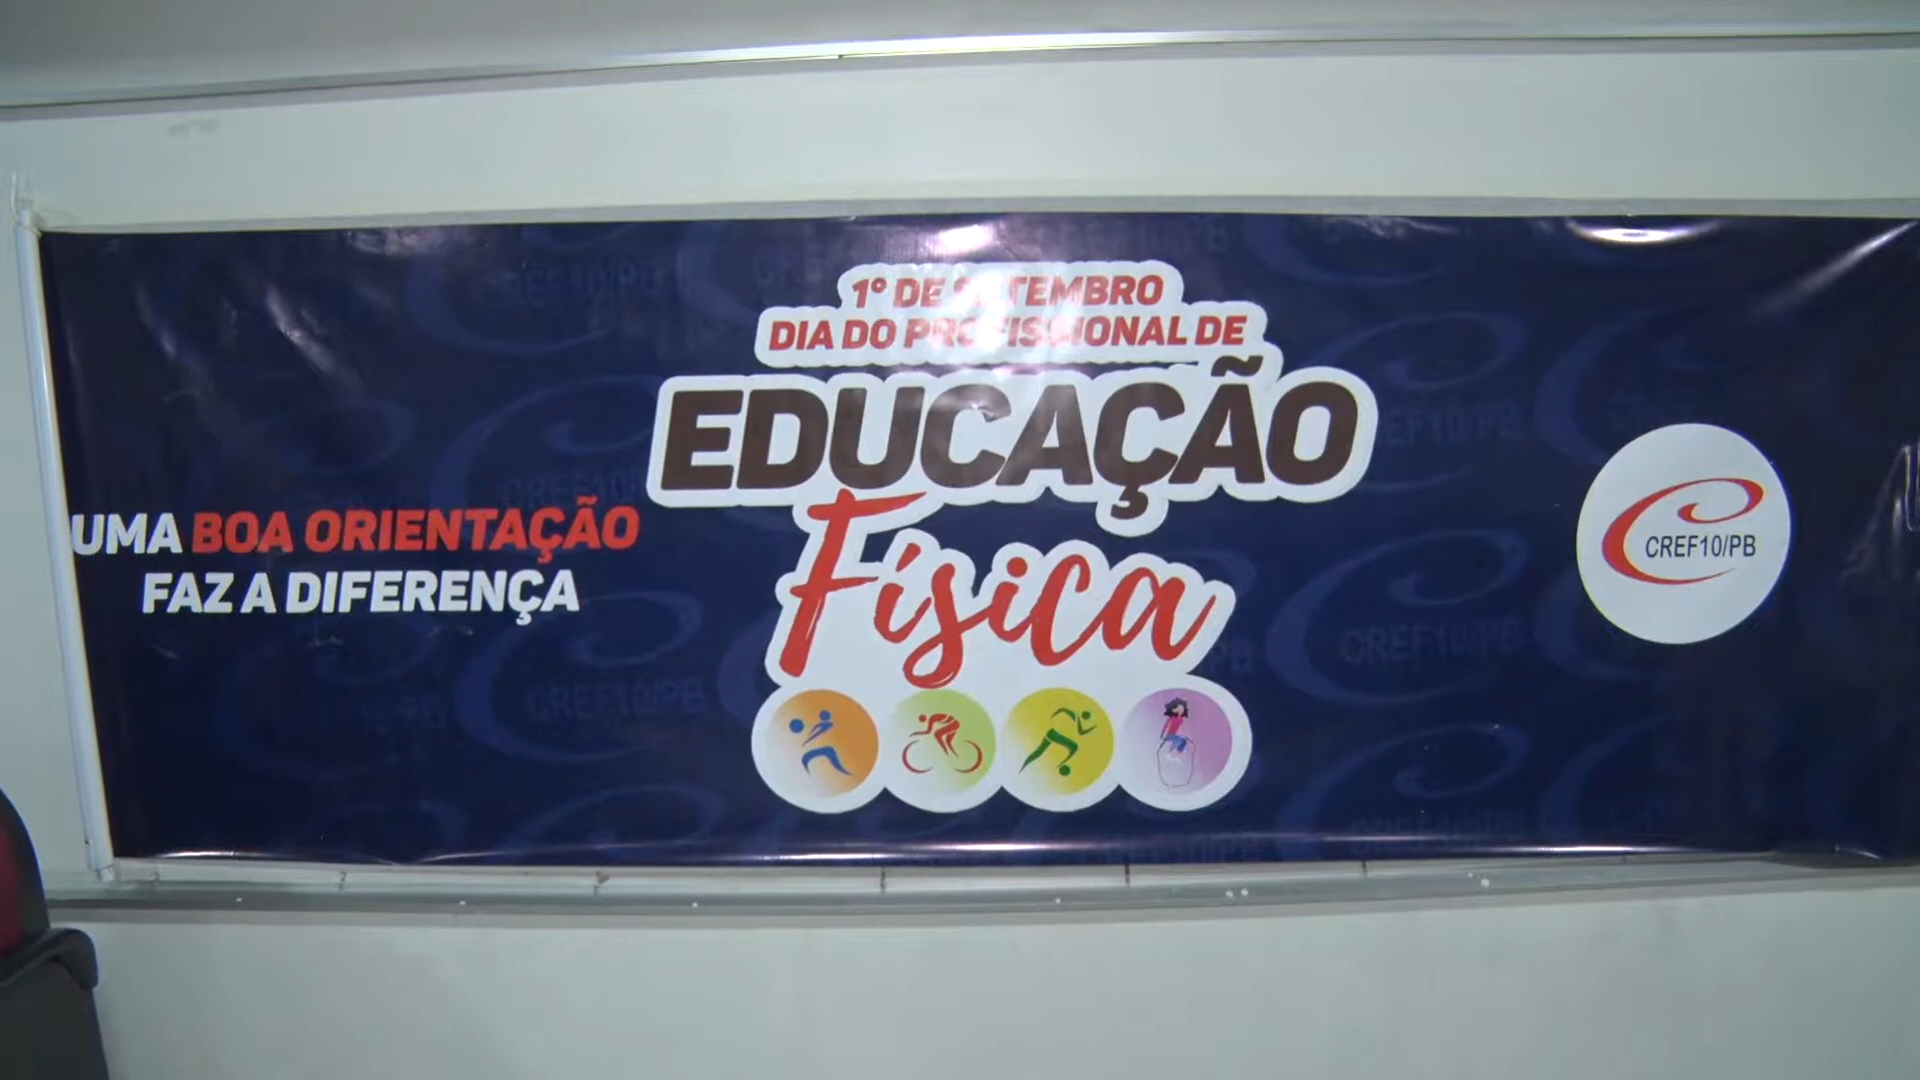 1º DE SETEMBRO
DIA DO PROFISSIONAL DE
EDUCAÇÃO
Física
UMA BOA ORIENTAÇÃO
FAZ A DIFERENÇA
CREF10/PB